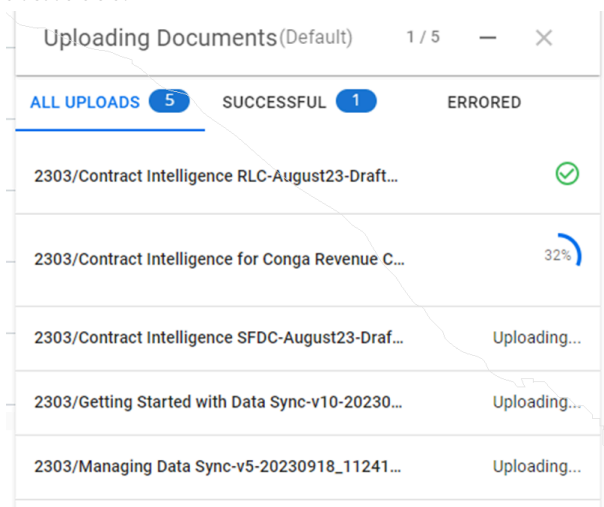 Uploading Documents(Default) 1 / 5
ALL UPLOADS 5 SUCCESSFUL 1 ERRORED
2303/Contract Intelligence RLC-August23-Draft...
2303/Contract Intelligence for Conga Revenue C... 32%
2303/Contract Intelligence SFDC-August23-Draf... Uploading...
2303/Getting Started with Data Sync-v10-20230... Uploading...
2303/Managing Data Sync-v5-20230918_11241... Uploading...